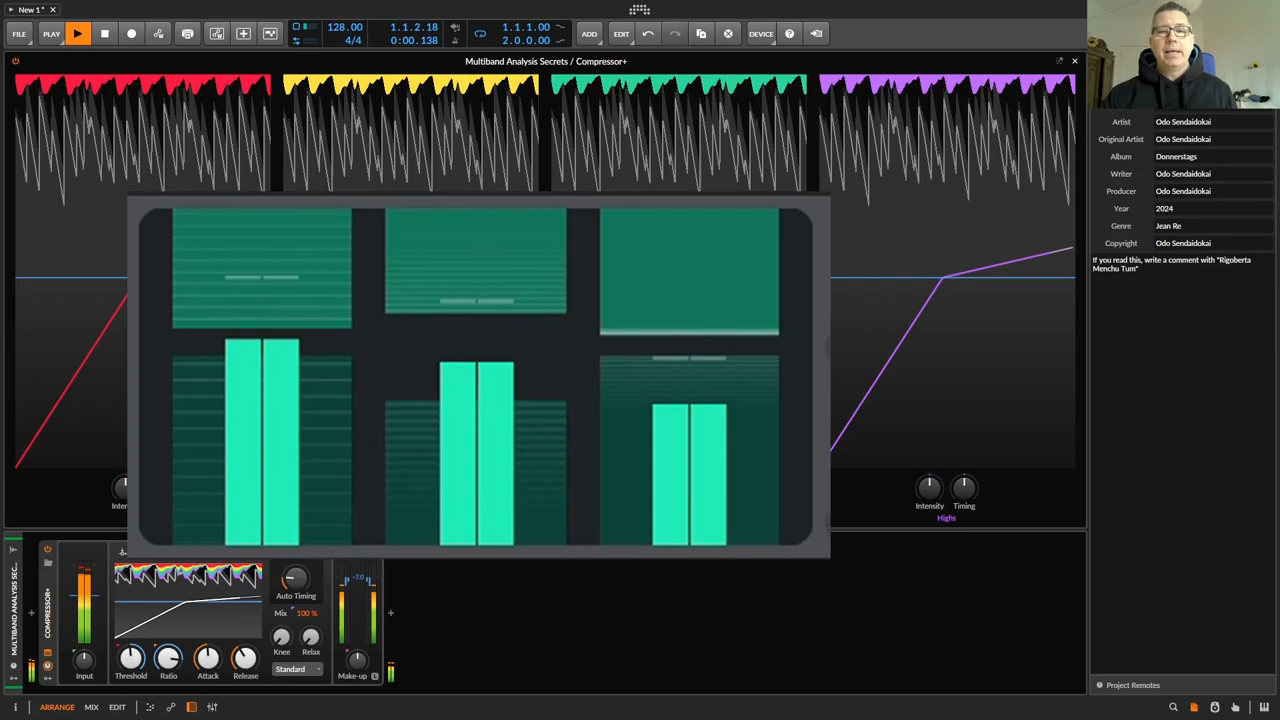 New 1 *
FILE
PLAY
128.00
4/4
1.1.2.18
0:00.138
1.1.1.00
2.0.0.00
ADD
EDIT
DEVICE
Multiband Analysis Secrets / Compressor+
Artist Odo Sendaidokai
Original Artist Odo Sendaidokai
Album Donnerstags
Writer Odo Sendaidokai
Producer Odo Sendaidokai
Year 2024
Genre Jean Re
Copyright Odo Sendaidokai
If you read this, write a comment with "Rigoberta
Menchu Tum"
Inten
Intensity Timing
Highs
MULTIBAND ANALYSIS SEC...
COMPRESSOR+
Input
Threshold Ratio Attack Release
Auto Timing
Mix 100 %
Knee Relax
Standard
-7.0
Make-up L
Project Remotes
ARRANGE MIX EDIT